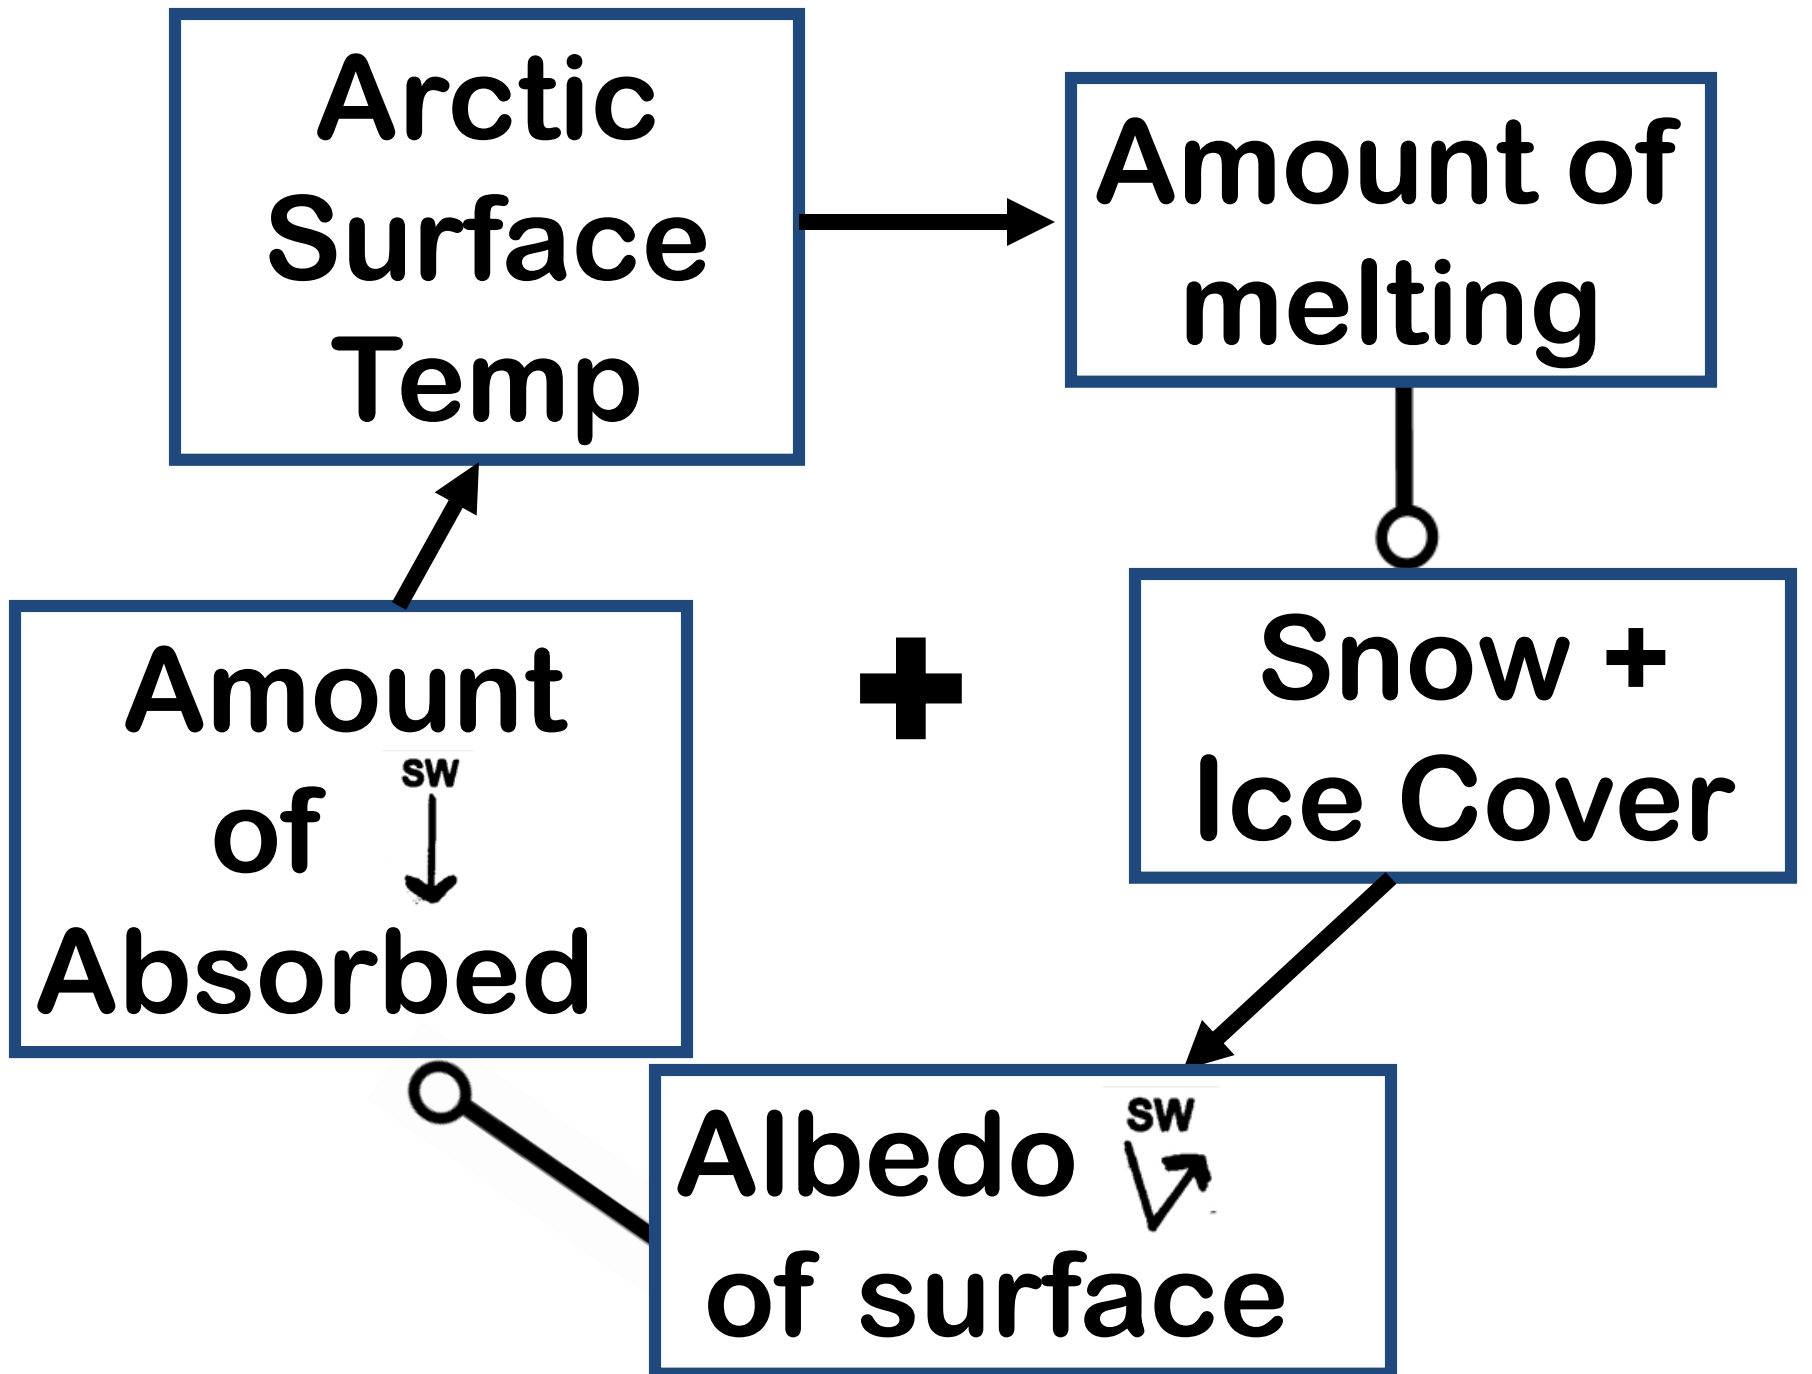 Arctic
Surface
Temp
Amount of
melting
Snow +
Ice Cover
Albedo SW
of surface
Amount
SW
of
Absorbed
+